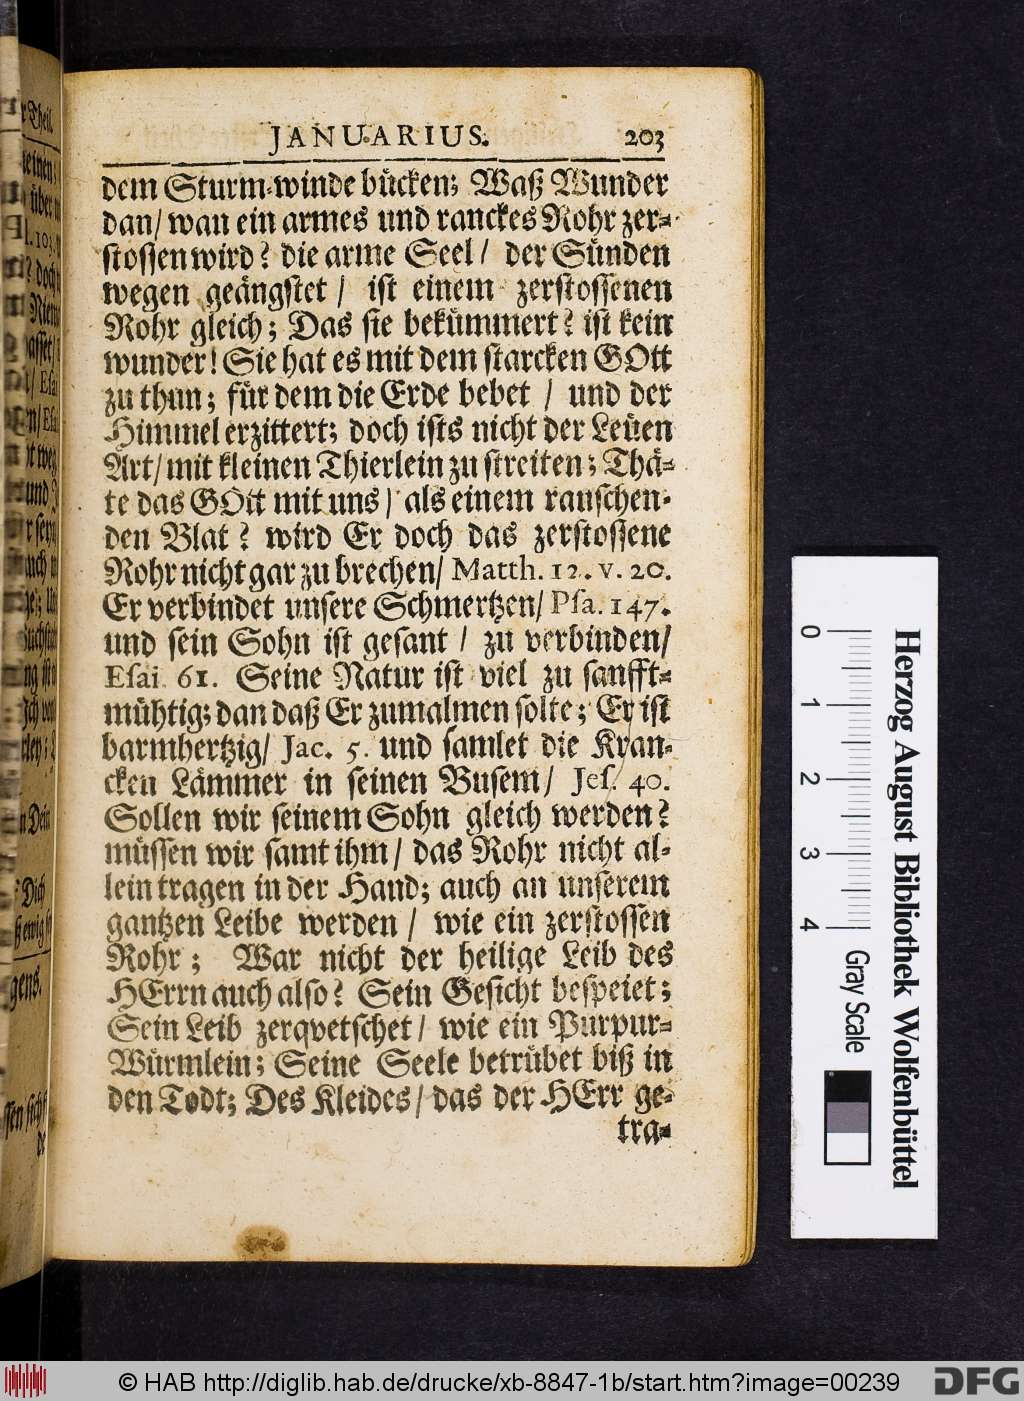 JANUARIUS. 203
dem Sturm-winde bücken; Waß Wunder
dan/ wan ein armes und ranckes Rohr zer-
stossen wird? die arme Seel/ der Sünden
wegen geängstet/ ist einem zerstossenen
Rohr gleich; Das sie bekümmert? ist kein
wunder! Sie hat es mit dem starcken GOtt
zu thun; für dem die Erde bebet/ und der
Himmel erzittert; doch ists nicht der Leüen
Art/ mit kleinen Thierlein zu streiten; Thä-
te das GOtt mit uns/ als einem rauschen-
den Blat? wird Er doch das zerstossene
Rohr nicht gar zu brechen/ Matth. 12. v. 20.
Er verbindet unsere Schmertzen/ Psa. 147.
und sein Sohn ist gesant/ zu verbinden/
Esai 61. Seine Natur ist viel zu sanfft-
mühtig; dan daß Er zumalmen solte; Er ist
barmhertzig/ Jac. 5. und samlet die Kran-
cken Lämmer in seinen Busem/ Jes. 40.
Sollen wir seinem Sohn gleich werden?
müssen wir samt ihm/ das Rohr nicht al-
lein tragen in der Hand; auch an unserem
gantzen Leibe werden/ wie ein zerstossen
Rohr; War nicht der heilige Leib des
HErrn auch also? Sein Gesicht bespeiet;
Sein Leib zerqvetschet/ wie ein Purpur-
Würmlein; Seine Seele betrübet biß in
den Todt; Des Kleides/ das der HErr ge-
tra-
0 1 2 3 4
Herzog August Bibliothek Wolfenbüttel
Gray Scale
© HAB http://diglib.hab.de/drucke/xb-8847-1b/start.htm?image=00239
DFG